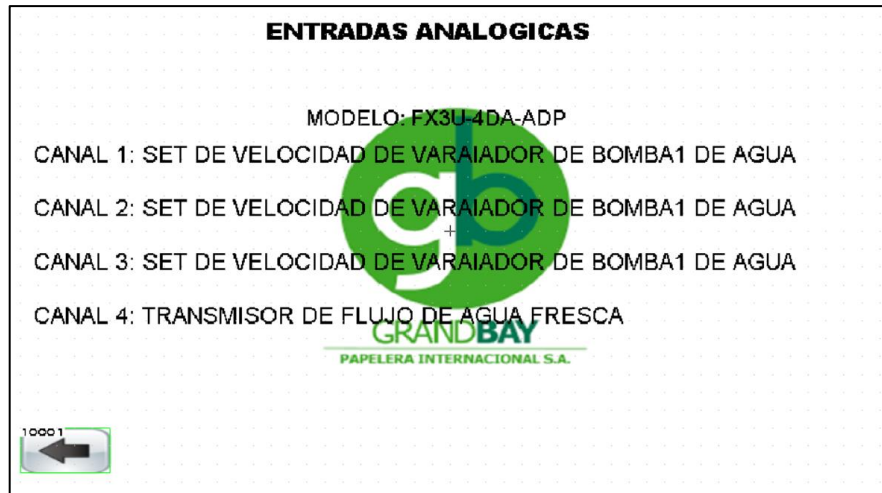 ENTRADAS ANALOGICAS
MODELO: FX3U-4DA-ADP
CANAL 1: SET DE VELOCIDAD DE VARAIADOR DE BOMBA1 DE AGUA
CANAL 2: SET DE VELOCIDAD DE VARAIADOR DE BOMBA1 DE AGUA
gb
CANAL 3: SET DE VELOCIDAD DE VARAIADOR DE BOMBA1 DE AGUA
CANAL 4: TRANSMISOR DE FLUJO DE AGUA FRESCA
GRANDBAY
PAPELERA INTERNACIONAL S.A.
10001